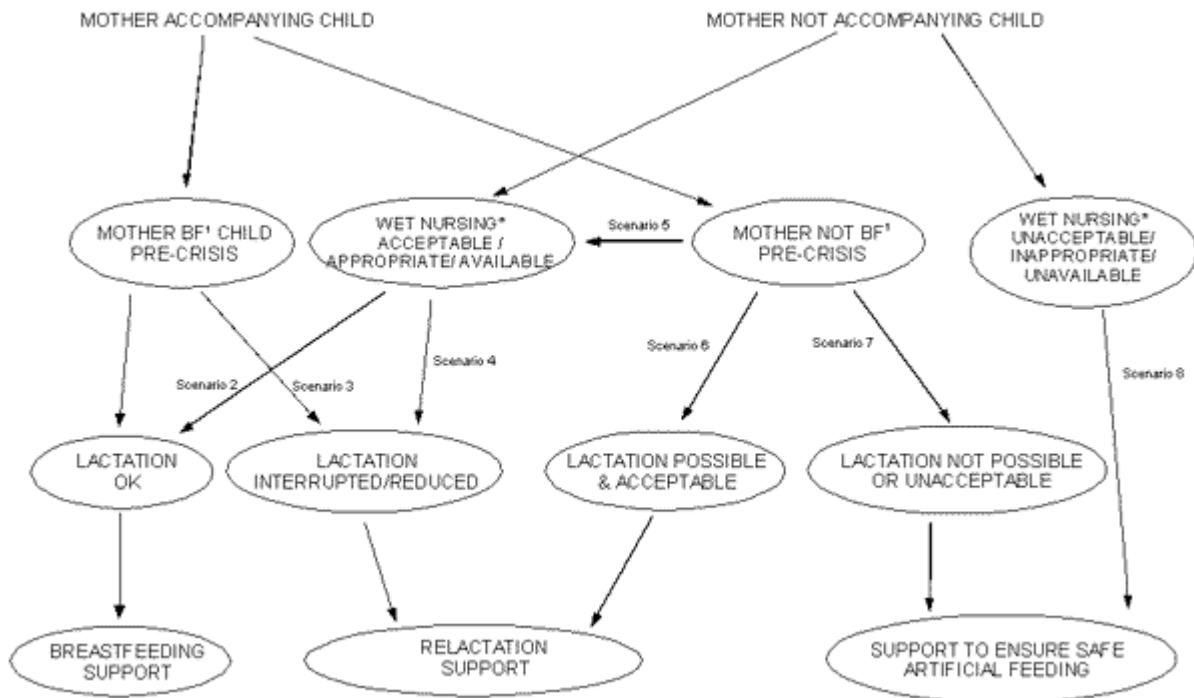 MOTHER ACCOMPANYING CHILD
MOTHER NOT ACCOMPANYING CHILD
MOTHER BF¹ CHILD
PRE-CRISIS
WET NURSING*
ACCEPTABLE /
APPROPRIATE/ AVAILABLE
Scenario 5
MOTHER NOT BF¹
PRE-CRISIS
WET NURSING*
UNACCEPTABLE/
INAPPROPRIATE/
UNAVAILABLE
Scenario 2
Scenario 3
Scenario 4
Scenario 6
Scenario 7
Scenario 8
LACTATION
OK
LACTATION
INTERRUPTED/REDUCED
LACTATION POSSIBLE
& ACCEPTABLE
LACTATION NOT POSSIBLE
OR UNACCEPTABLE
BREASTFEEDING
SUPPORT
RELACTATION
SUPPORT
SUPPORT TO ENSURE SAFE
ARTIFICIAL FEEDING